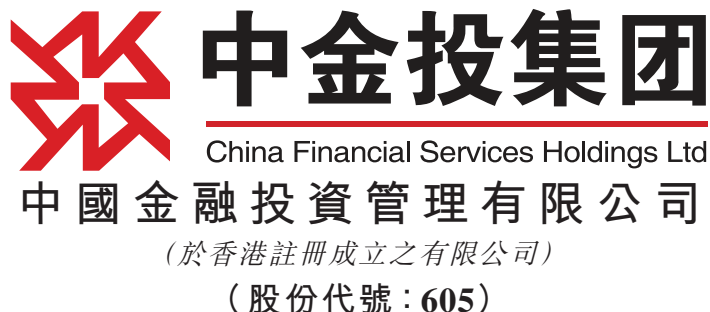 中金投集团
China Financial Services Holdings Ltd
中國金融投資管理有限公司
(於香港註冊成立之有限公司)
(股份代號：605)